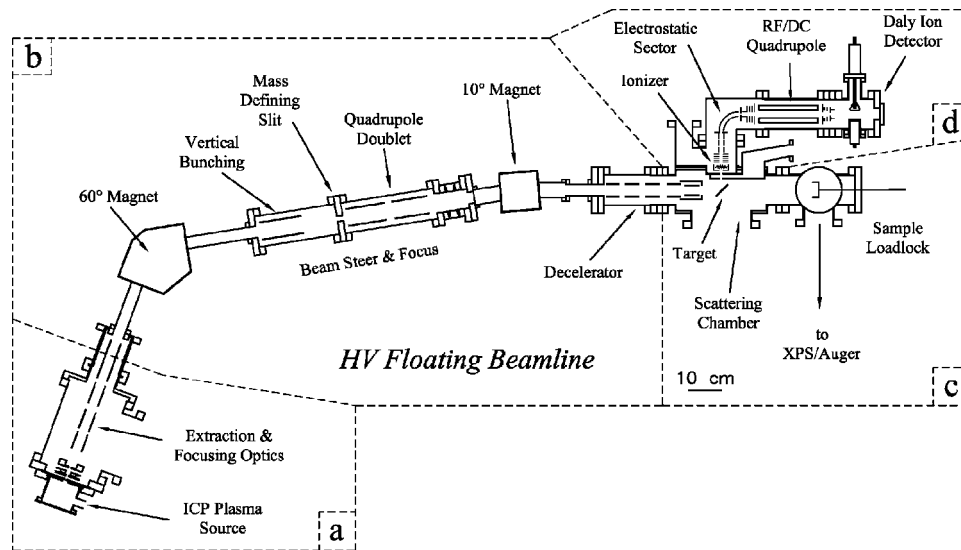 b
Mass
Defining
Slit
10° Magnet
Quadrupole
Doublet
Vertical
Bunching
60° Magnet
Beam Steer & Focus
Electrostatic
Sector
RF/DC
Quadrupole
Daly Ion
Detector
Ionizer
d
Decelerator
Target
Sample
Loadlock
Scattering
Chamber
to
XPS/Auger
HV Floating Beamline
10 cm
c
Extraction &
Focusing Optics
ICP Plasma
Source
a